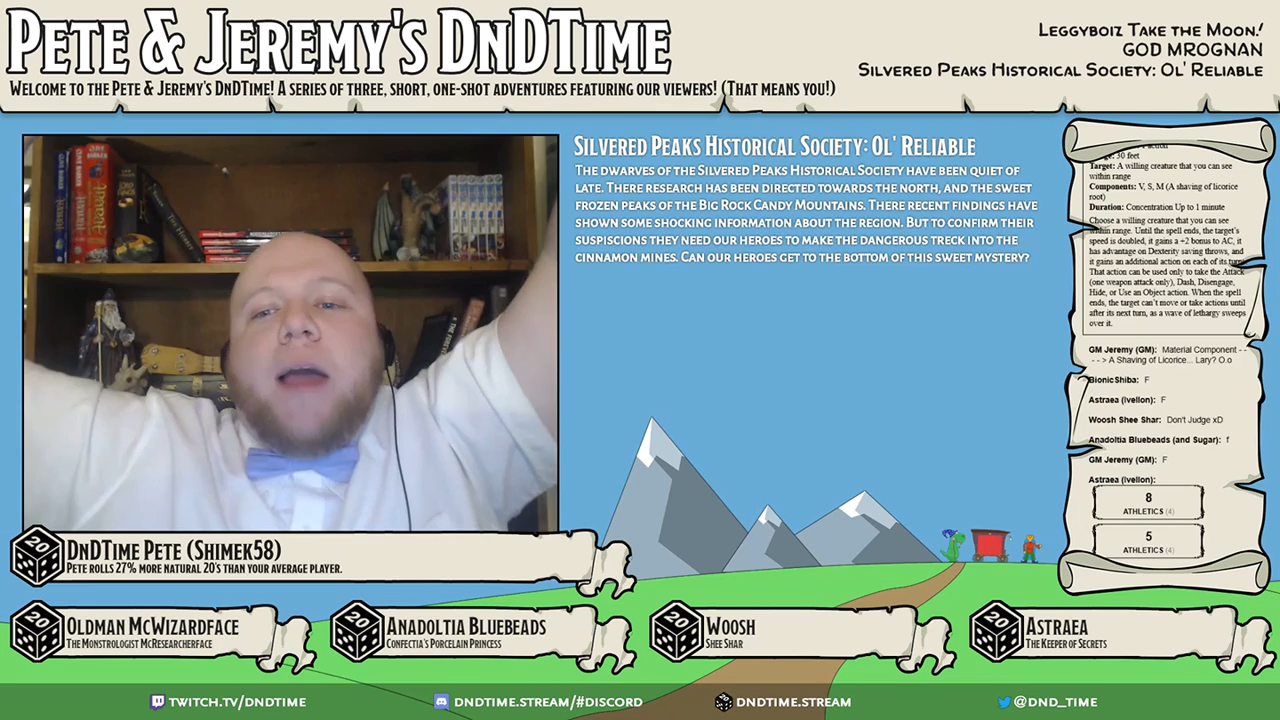 Pete & Jeremy's DnDTime
Welcome to the Pete & Jeremy's DnDTime! A series of three, short, one-shot adventures featuring our viewers! (That means you!)
Leggyboiz Take the Moon!
GOD MROGNAN
Silvered Peaks Historical Society: Ol' Reliable
Silvered Peaks Historical Society: Ol' Reliable
The dwarves of the Silvered Peaks Historical Society have been quiet of
late. There research has been directed towards the north, and the sweet
frozen peaks of the Big Rock Candy Mountains. There recent findings have
shown some shocking information about the region. But to confirm their
suspiscions they need our heroes to make the dangerous treck into the
cinnamon mines. Can our heroes get to the bottom of this sweet mystery?
30 feet
Target: A willing creature that you can see
within range
Components: V, S, M (A shaving of licorice
root)
Duration: Concentration Up to 1 minute
Choose a willing creature that you can see
within range. Until the spell ends, the target's
speed is doubled, it gains a +2 bonus to AC, it
has advantage on Dexterity saving throws, and
it gains an additional action on each of its turn
That action can be used only to take the Attack
(one weapon attack only), Dash, Disengage,
Hide, or Use an Object action. When the spell
ends, the target can't move or take actions until
after its next turn, as a wave of lethargy sweeps
over it.
GM Jeremy (GM): Material Component - -
- - > A Shaving of Licorice... Lary? O.o
BionicShiba: F
Astraea (Ivellon): F
Woosh Shee Shar: Don't Judge xD
Anadoltia Bluebeads (and Sugar): f
GM Jeremy (GM): F
Astraea (Ivellon):
8
ATHLETICS (4)
5
ATHLETICS (4)
20
DnDTime Pete (Shimek58)
Pete rolls 27% more natural 20's than your average player.
20
Oldman McWizardface
The Monstrologist McResearcherface
20
Anadoltia Bluebeads
Confectia's Porcelain Princess
20
Woosh
Shee Shar
20
Astraea
The Keeper of Secrets
TWITCH.TV/DNDTIME
DNDTIME.STREAM/#DISCORD
DNDTIME.STREAM
@DND_TIME